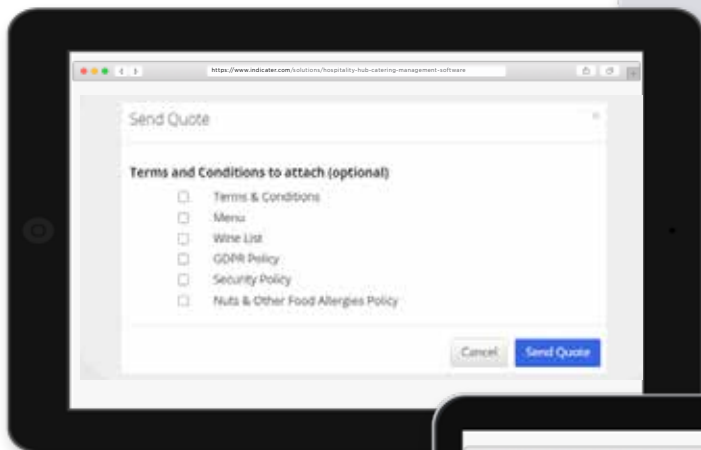 https://www.indicater.com/solutions/hospitality-hub-catering-management-software
Send Quote
Terms and Conditions to attach (optional)
Terms & Conditions
Menu
Wine List
GDPR Policy
Security Policy
Nuts & Other Food Allergies Policy
Cancel Send Quote